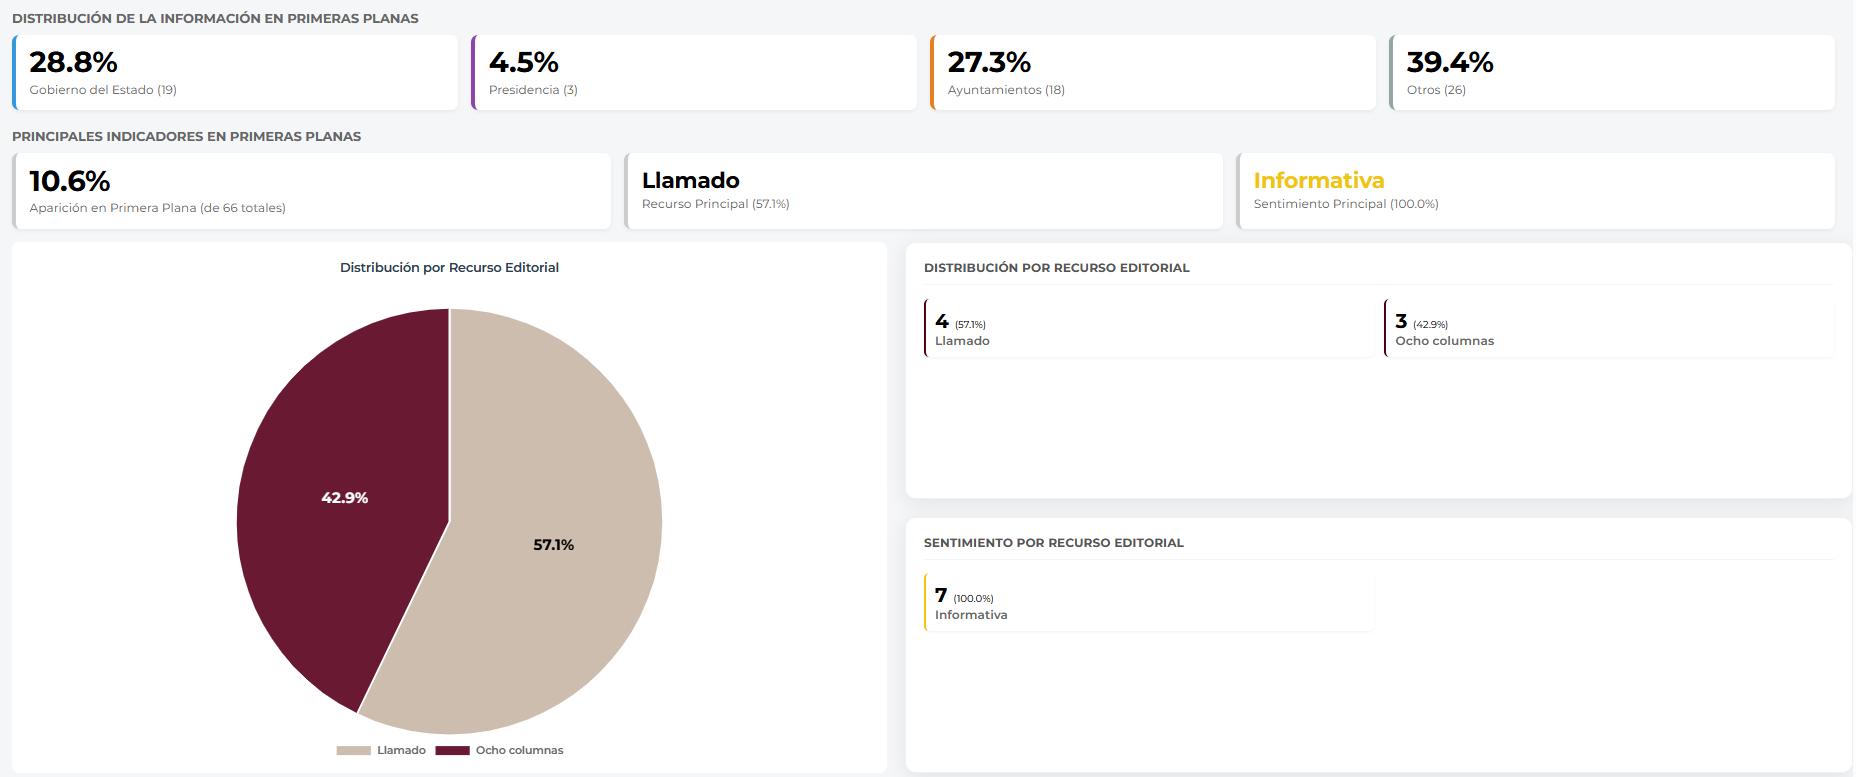 DISTRIBUCIÓN DE LA INFORMACIÓN EN PRIMERAS PLANAS
28.8%
Gobierno del Estado (19)
4.5%
Presidencia (3)
27.3%
Ayuntamientos (18)
39.4%
Otros (26)
PRINCIPALES INDICADORES EN PRIMERAS PLANAS
10.6%
Aparición en Primera Plana (de 66 totales)
Llamado
Recurso Principal (57.1%)
Informativa
Sentimiento Principal (100.0%)
Distribución por Recurso Editorial
42.9%
57.1%
Llamado
Ocho columnas
DISTRIBUCIÓN POR RECURSO EDITORIAL
4 (57.1%)
Llamado
3 (42.9%)
Ocho columnas
SENTIMIENTO POR RECURSO EDITORIAL
7 (100.0%)
Informativa